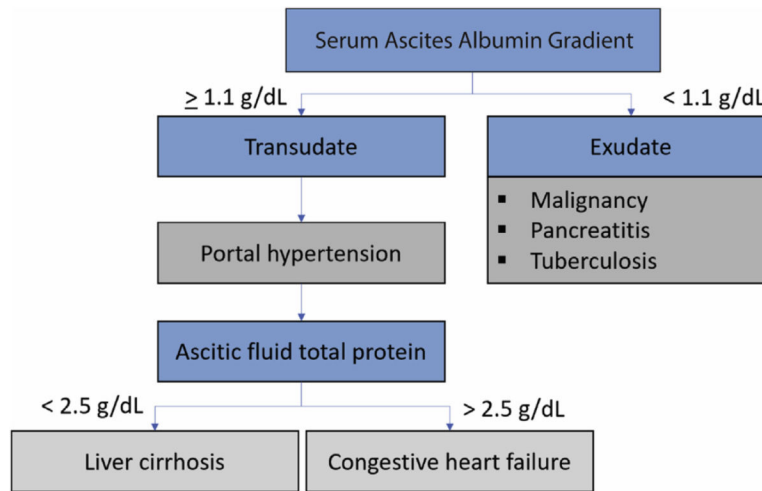 Serum Ascites Albumin Gradient
≥ 1.1 g/dL
< 1.1 g/dL
Transudate
Exudate
▪ Malignancy
▪ Pancreatitis
▪ Tuberculosis
Portal hypertension
Ascitic fluid total protein
< 2.5 g/dL
> 2.5 g/dL
Liver cirrhosis
Congestive heart failure